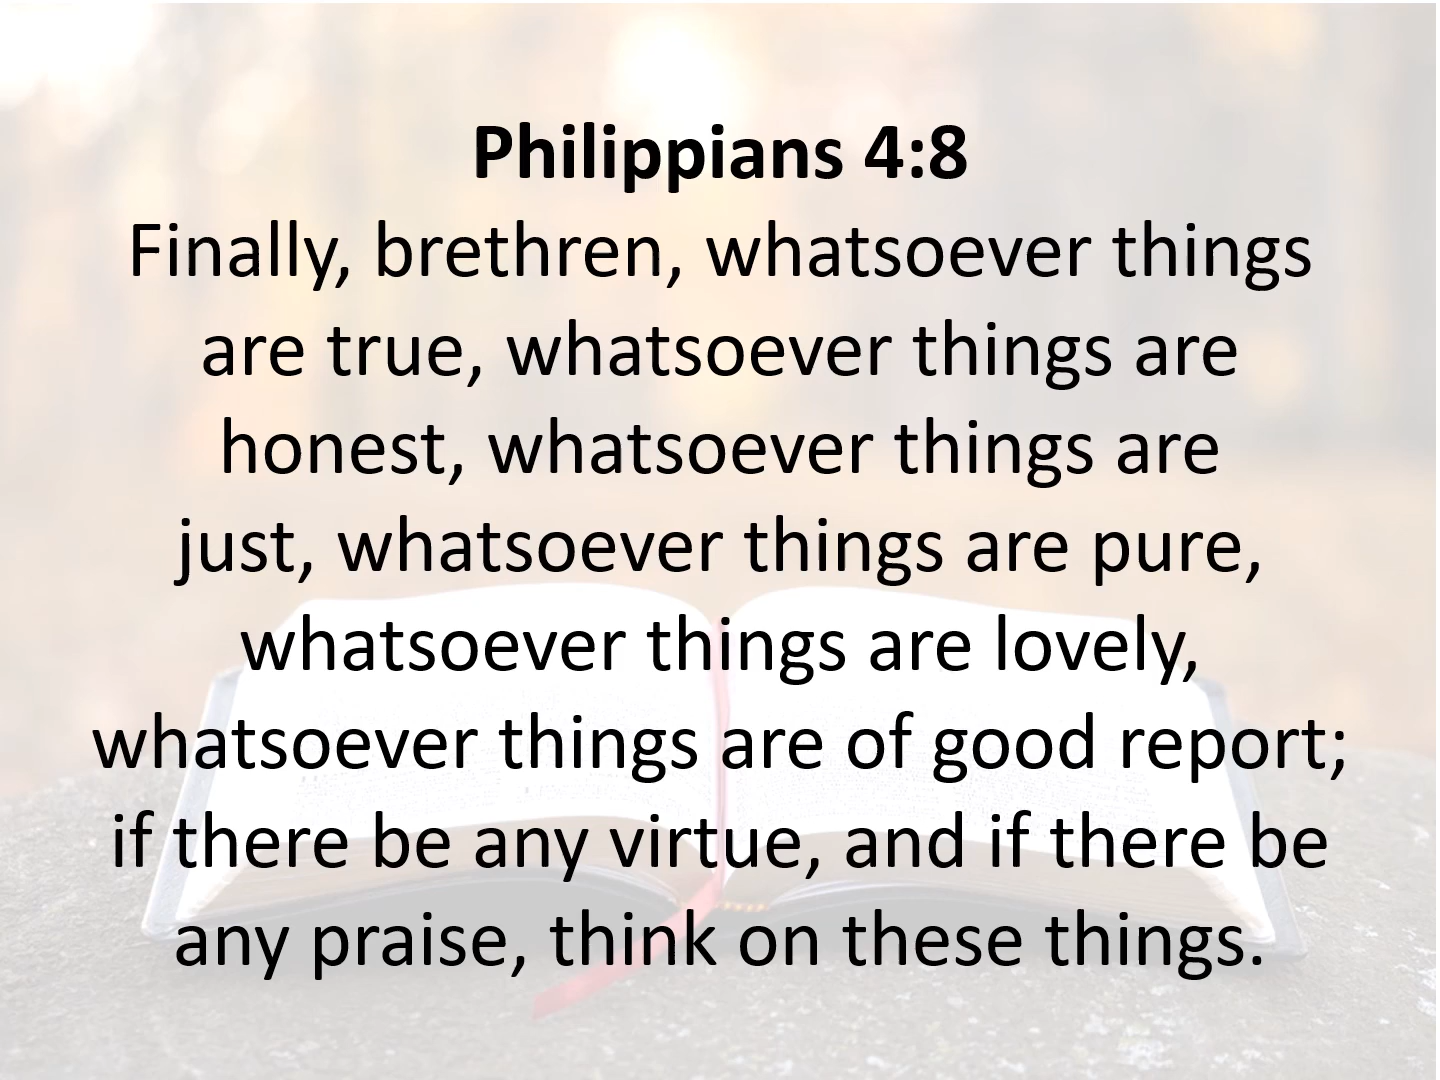 Philippians 4:8
Finally, brethren, whatsoever things
are true, whatsoever things are
honest, whatsoever things are
just, whatsoever things are pure,
whatsoever things are lovely,
whatsoever things are of good report;
if there be any virtue, and if there be
any praise, think on these things.